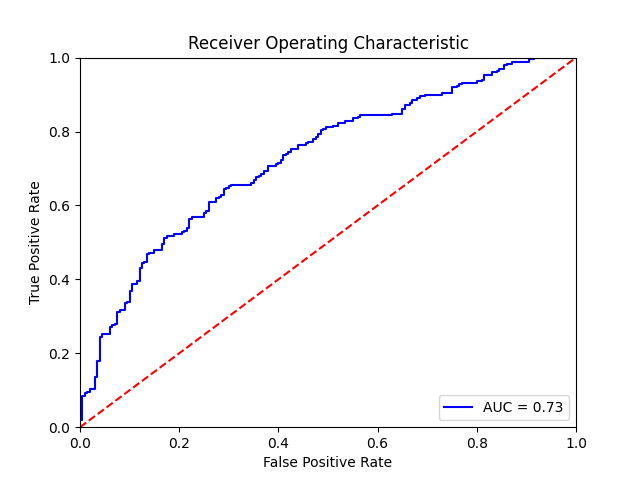 Receiver Operating Characteristic
1.0
0.8
0.6
0.4
0.2
0.0
True Positive Rate
AUC = 0.73
0.0 0.2 0.4 0.6 0.8 1.0
False Positive Rate